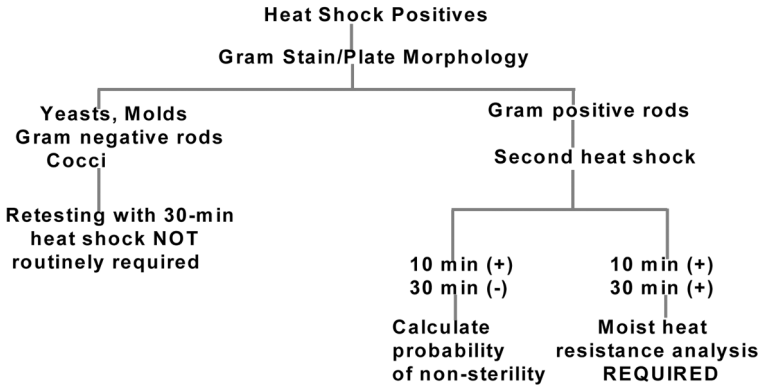 Heat Shock Positives
Gram Stain/Plate Morphology
Yeasts, Molds
Gram negative rods
Cocci
Retesting with 30-min
heat shock NOT
routinely required
Gram positive rods
Second heat shock
10 min (+)
30 min (-)
Calculate
probability
of non-sterility
10 min (+)
30 min (+)
Moist heat
resistance analysis
REQUIRED